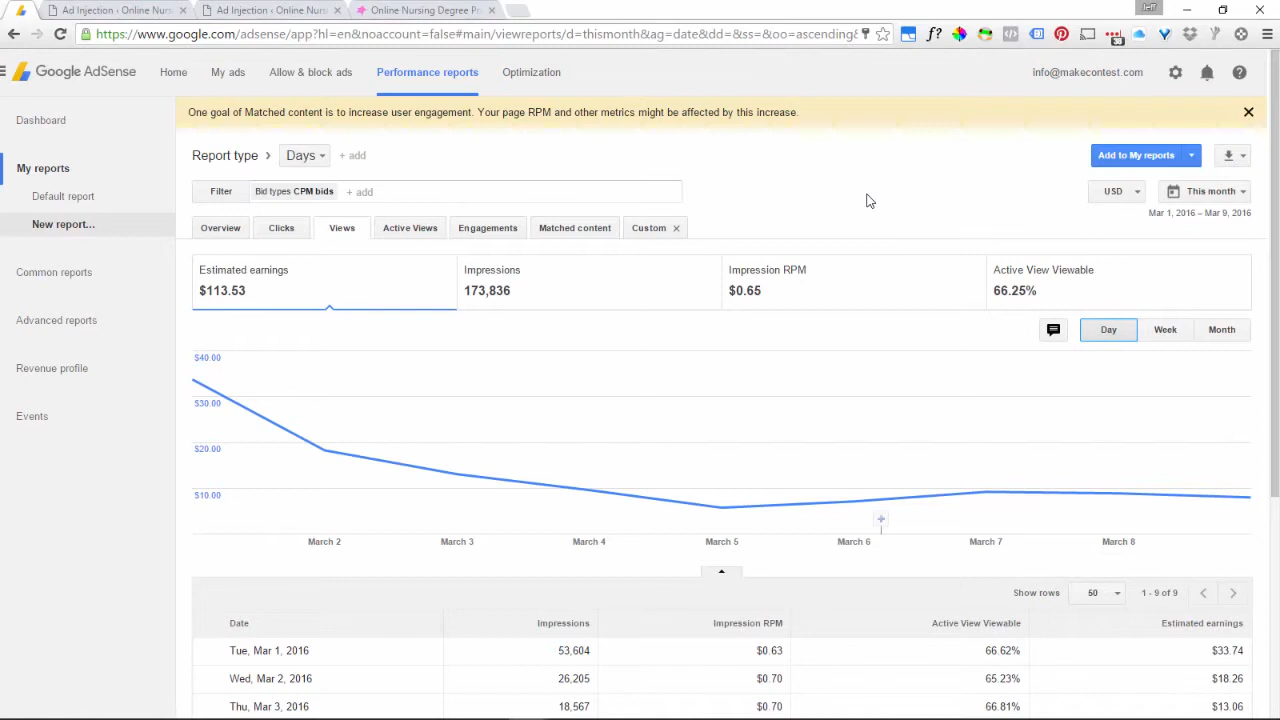 Ad Injection ‹ Online Nurs
Ad Injection ‹ Online Nurs
Online Nursing Degree Pr
https://www.google.com/adsense/app?hl=en&noaccount=false#main/viewreports/d=thismonth&ag=date&dd=&ss=&oo=ascending&
Google AdSense
Home
My ads
Allow & block ads
Performance reports
Optimization
info@makecontest.com
One goal of Matched content is to increase user engagement. Your page RPM and other metrics might be affected by this increase.
Dashboard
My reports
Default report
New report...
Common reports
Advanced reports
Revenue profile
Events
Report type › Days + add
Add to My reports
Filter Bid types CPM bids + add
USD
This month
Mar 1, 2016 – Mar 9, 2016
Overview
Clicks
Views
Active Views
Engagements
Matched content
Custom
Estimated earnings
$113.53
Impressions
173,836
Impression RPM
$0.65
Active View Viewable
66.25%
Day
Week
Month
$40.00
$30.00
$20.00
$10.00
March 2
March 3
March 4
March 5
March 6
March 7
March 8
Show rows 50 1 - 9 of 9
Date Impressions Impression RPM Active View Viewable Estimated earnings
Tue, Mar 1, 2016 53,604 $0.63 66.62% $33.74
Wed, Mar 2, 2016 26,205 $0.70 65.23% $18.26
Thu, Mar 3, 2016 18,567 $0.70 66.81% $13.06